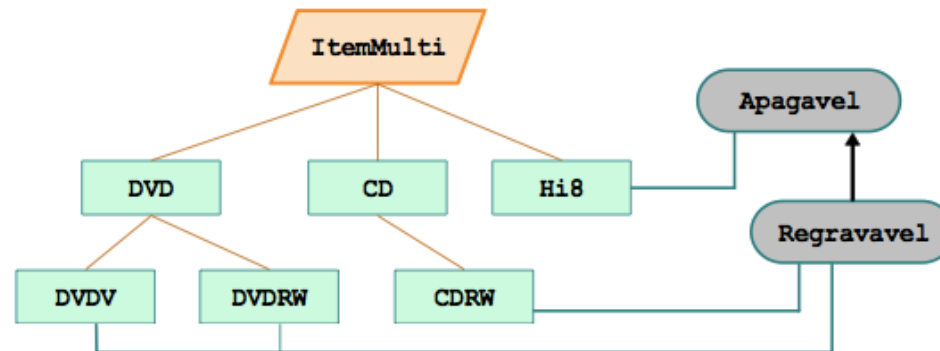 ItemMulti
Apagavel
DVD
CD
Hi8
Regravavel
DVDV
DVDRW
CDRW